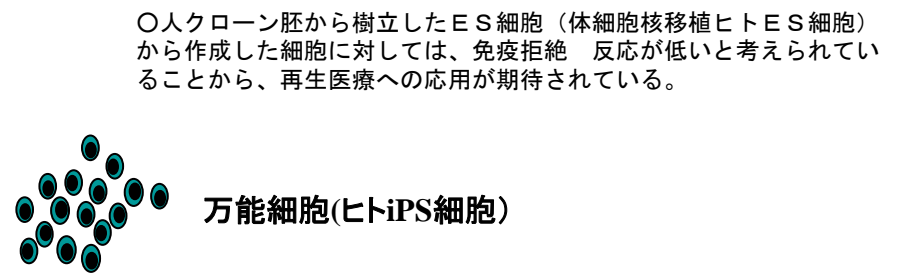 ○人クローン胚から樹立したＥＳ細胞（体細胞核移植ヒトＥＳ細胞）
から作成した細胞に対しては、免疫拒絶　反応が低いと考えられてい
ることから、再生医療への応用が期待されている。
万能細胞(ヒトiPS細胞）